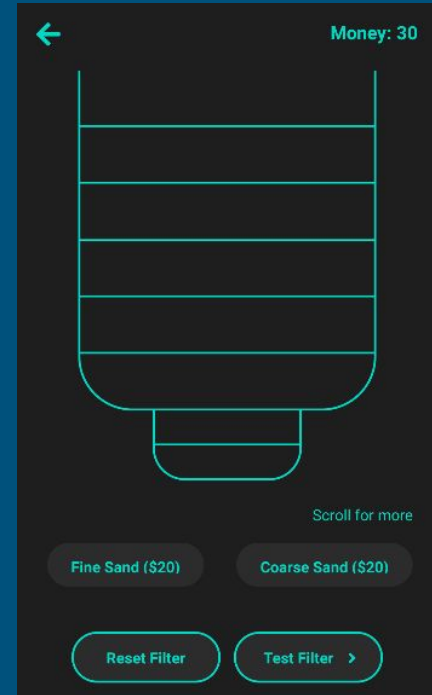 Money: 30
Scroll for more
Fine Sand ($20)
Coarse Sand ($20)
Reset Filter
Test Filter >